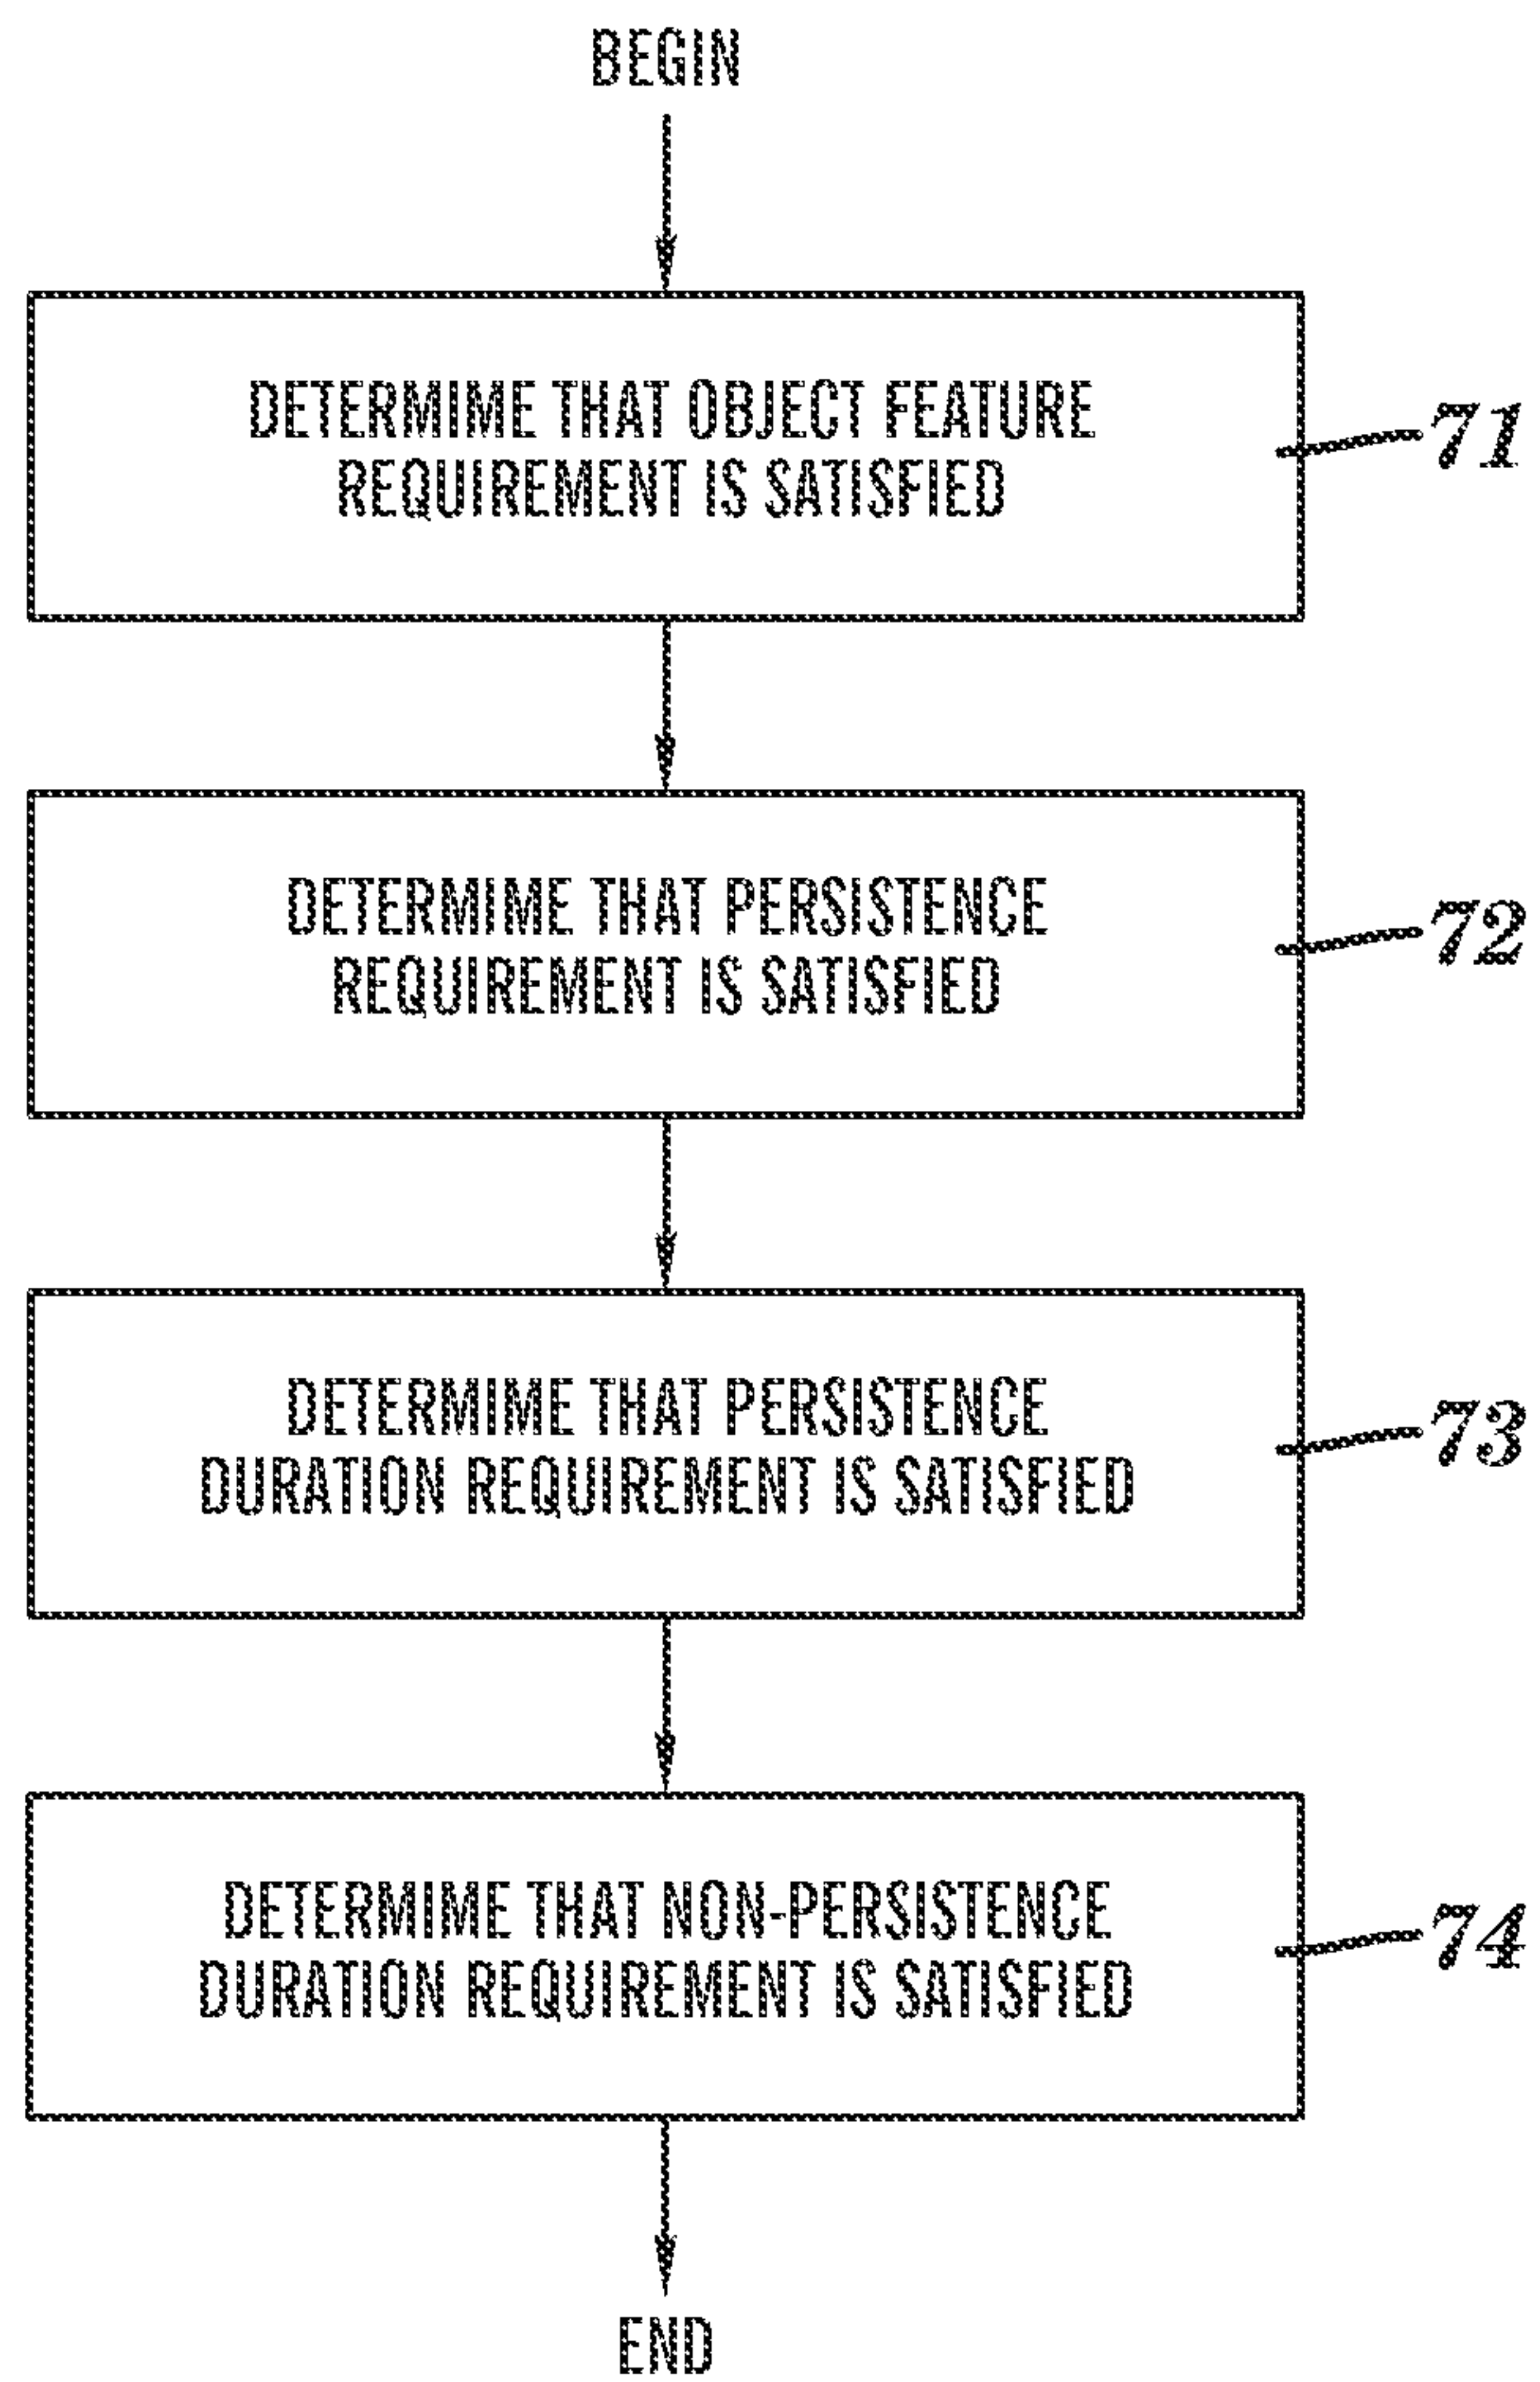 BEGIN
DETERMIME THAT OBJECT FEATURE
REQUIREMENT IS SATISFIED
71
DETERMIME THAT PERSISTENCE
REQUIREMENT IS SATISFIED
72
DETERMIME THAT PERSISTENCE
DURATION REQUIREMENT IS SATISFIED
73
DETERMIME THAT NON-PERSISTENCE
DURATION REQUIREMENT IS SATISFIED
74
END